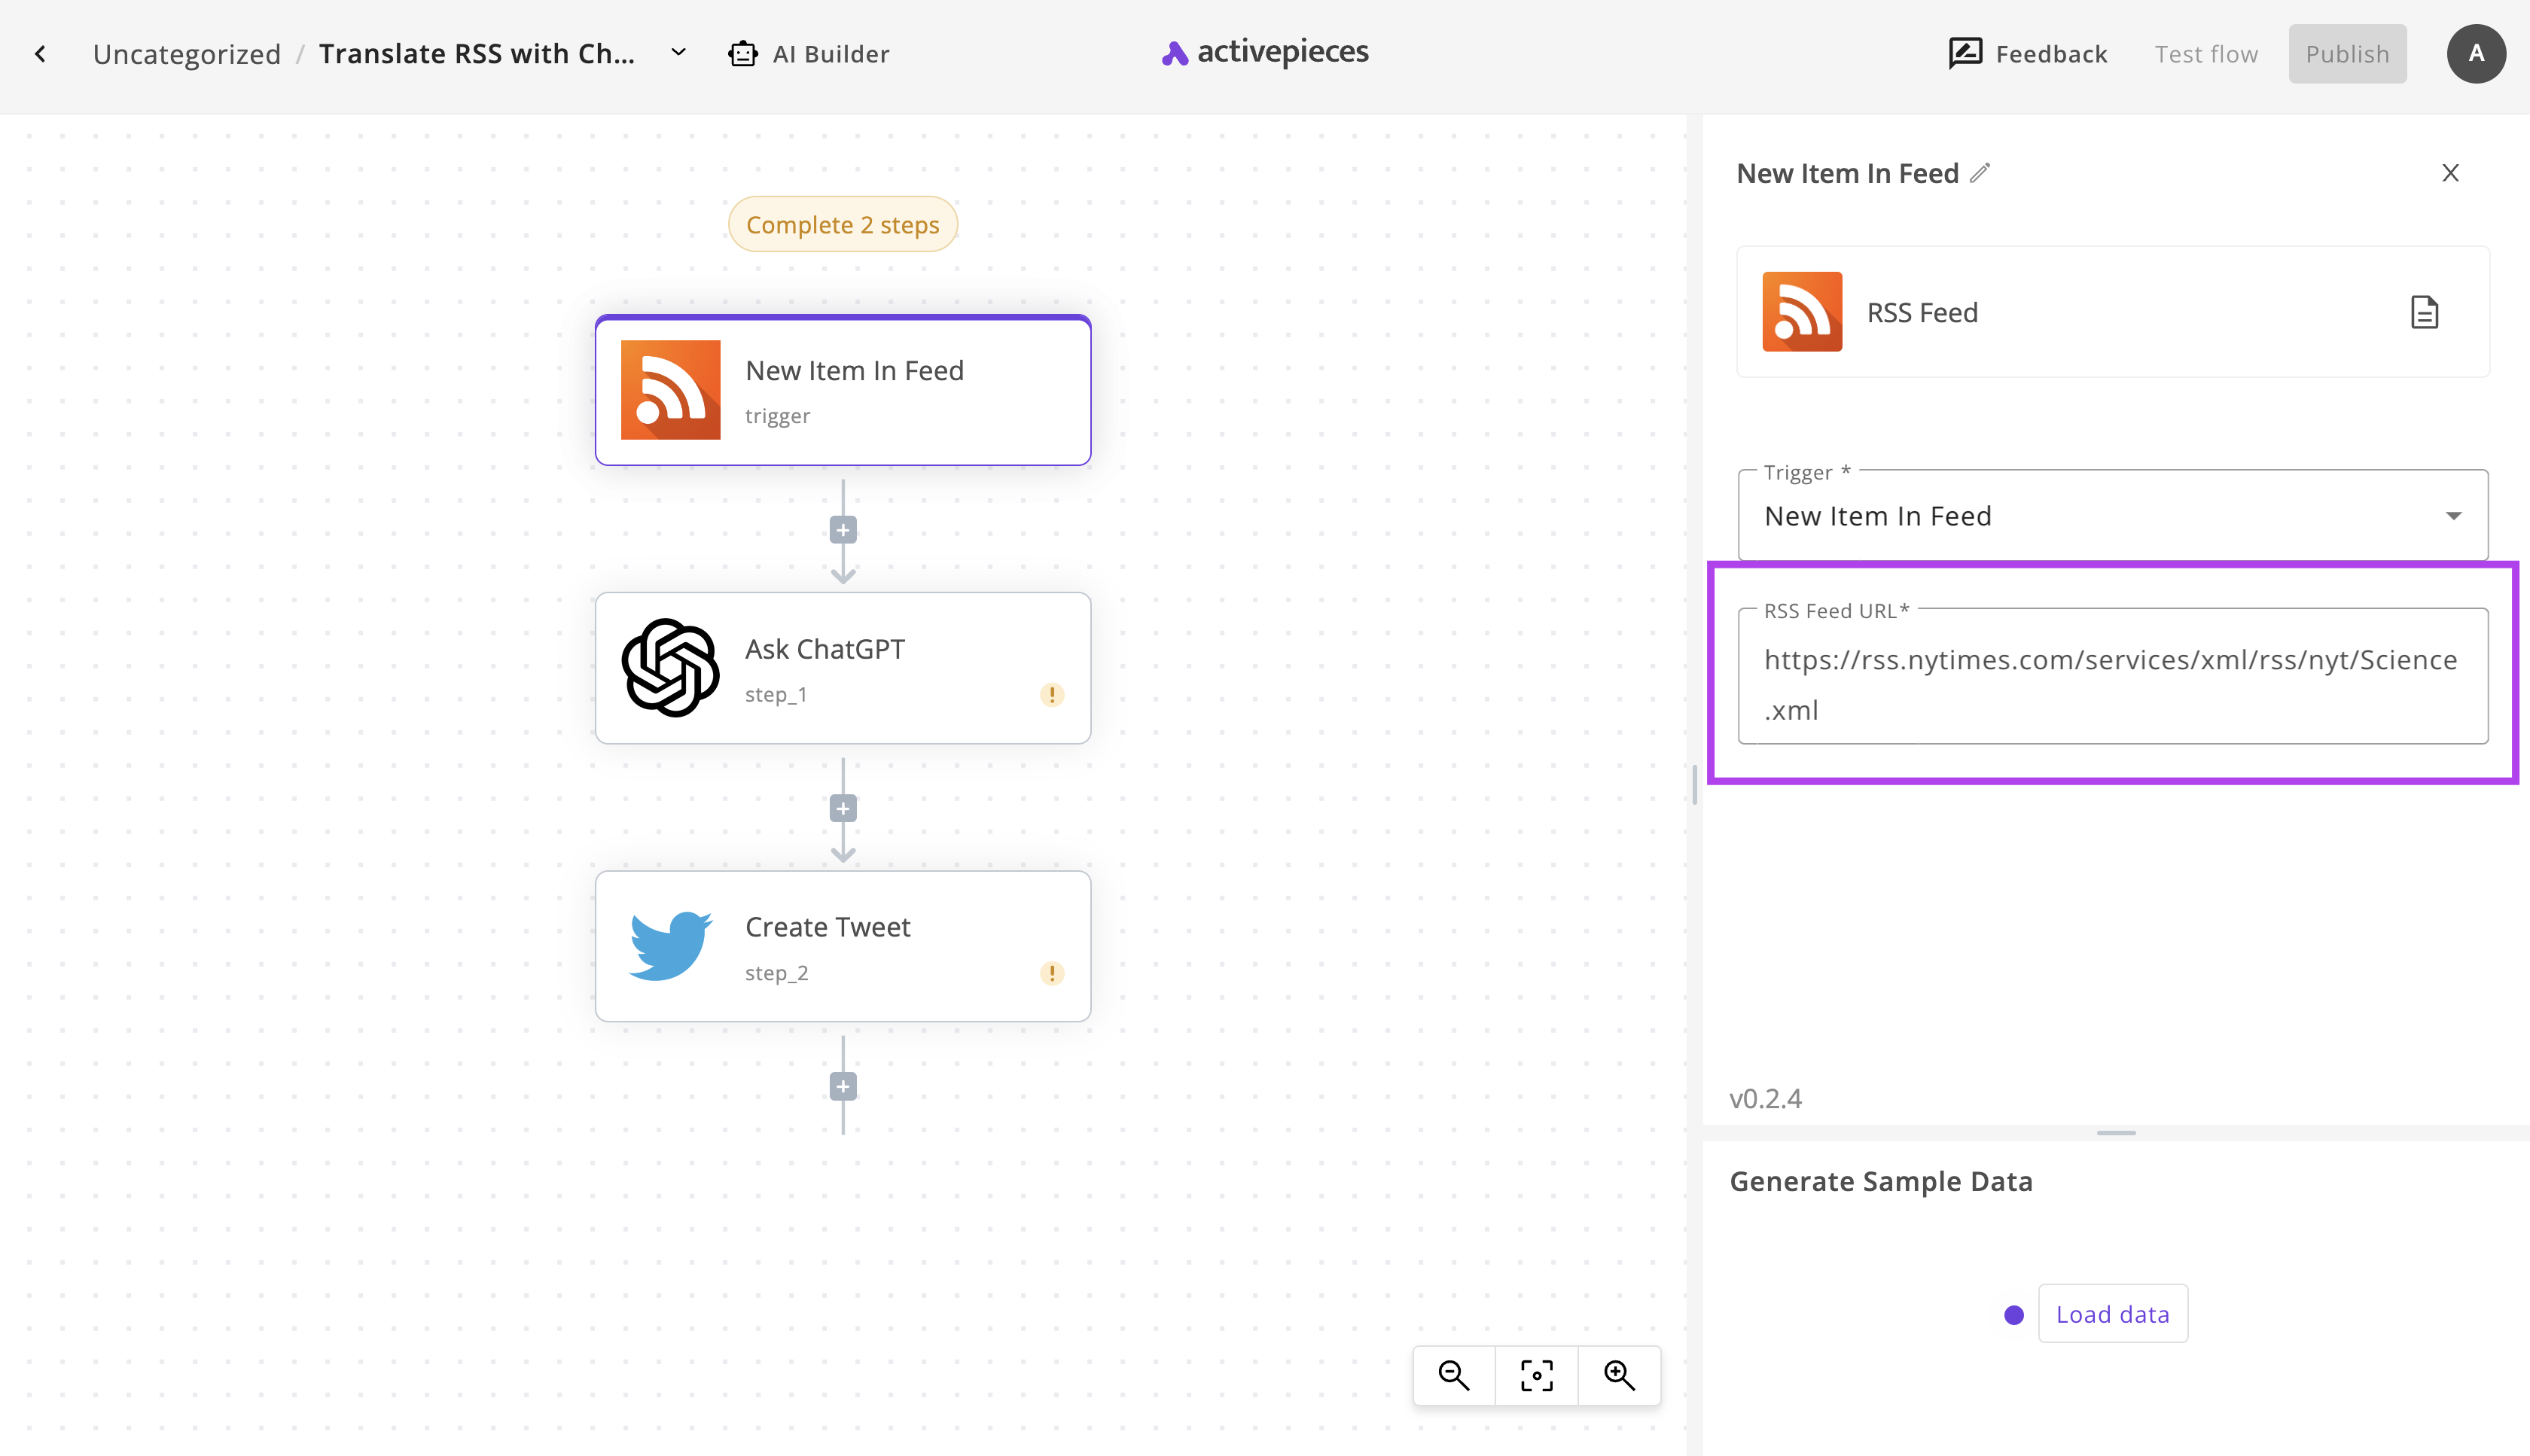 Uncategorized / Translate RSS with Ch...
AI Builder
activepieces
Feedback
Test flow
Publish
A
Complete 2 steps
New Item In Feed
trigger
Ask ChatGPT
step_1
!
Create Tweet
step_2
!
New Item In Feed
X
RSS Feed
Trigger *
New Item In Feed
RSS Feed URL*
https://rss.nytimes.com/services/xml/rss/nyt/Science
.xml
v0.2.4
Generate Sample Data
Load data